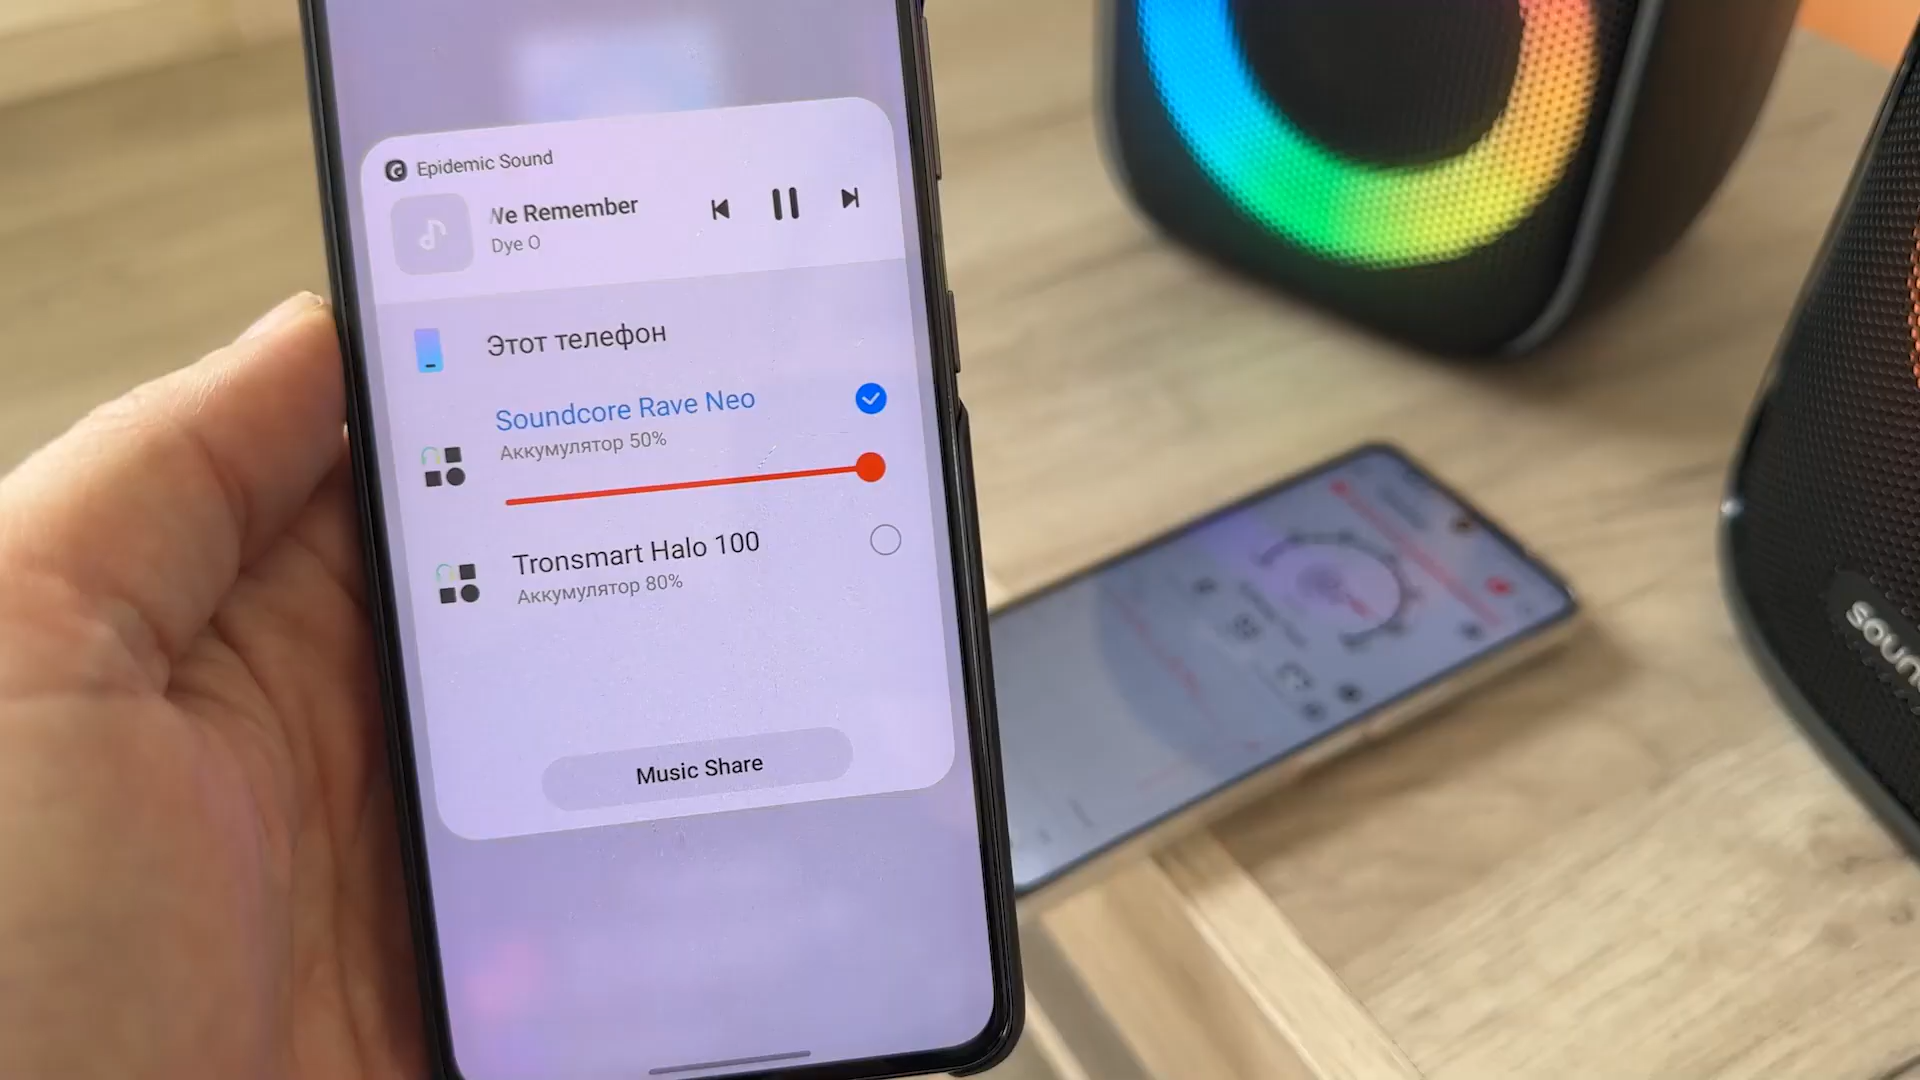 Epidemic Sound
We Remember
Dye O
Этот телефон
Soundcore Rave Neo
Аккумулятор 50%
Tronsmart Halo 100
Аккумулятор 80%
Music Share